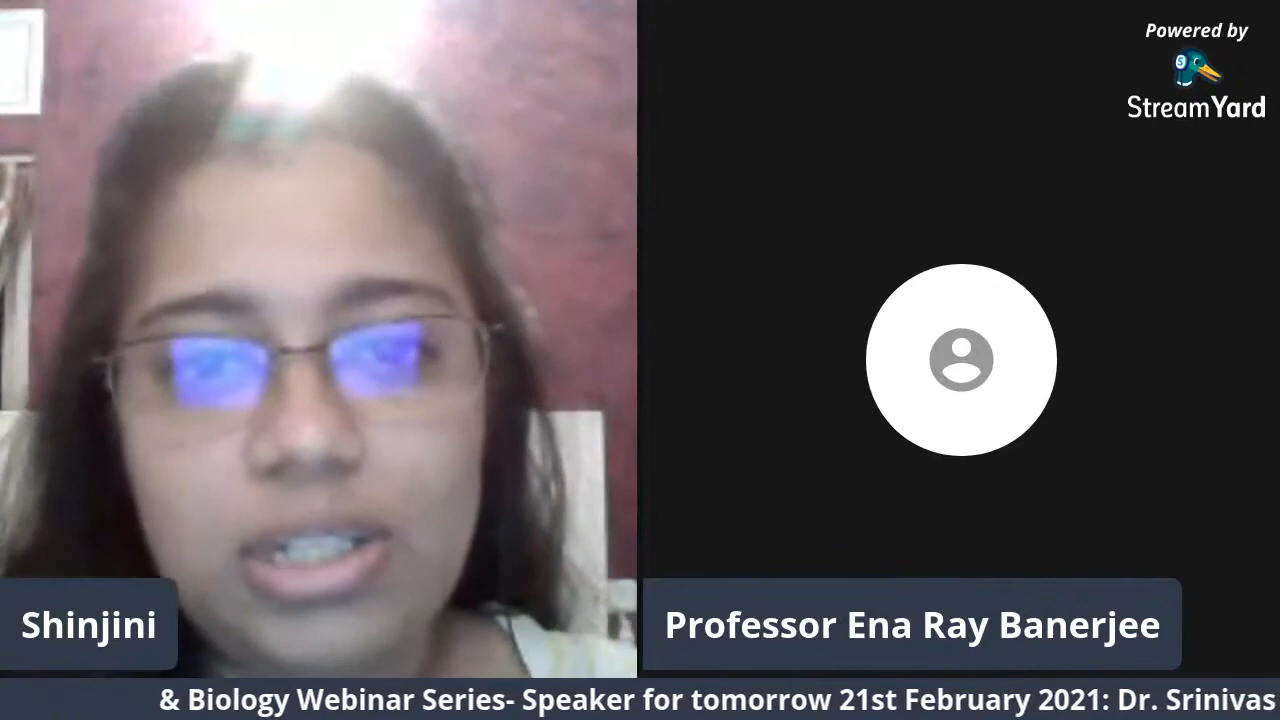 Powered by
StreamYard
Shinjini
Professor Ena Ray Banerjee
& Biology Webinar Series- Speaker for tomorrow 21st February 2021: Dr. Srinivas